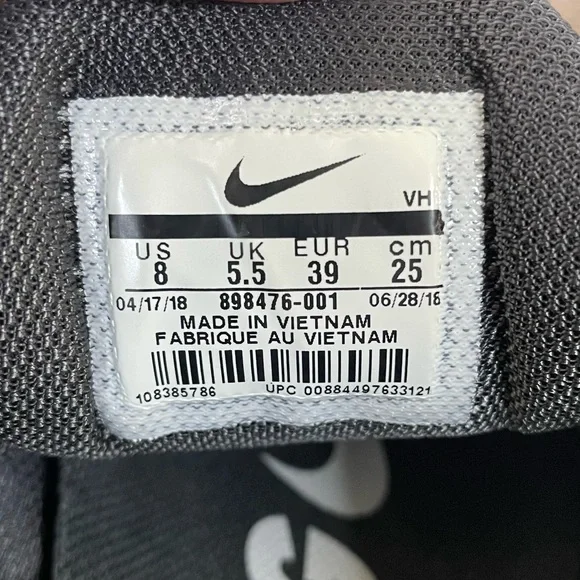 VH
US UK EUR cm
8 5.5 39 25
04/17/18 898476-001 06/28/18
MADE IN VIETNAM
FABRIQUE AU VIETNAM
108385786 UPC 00884497633121